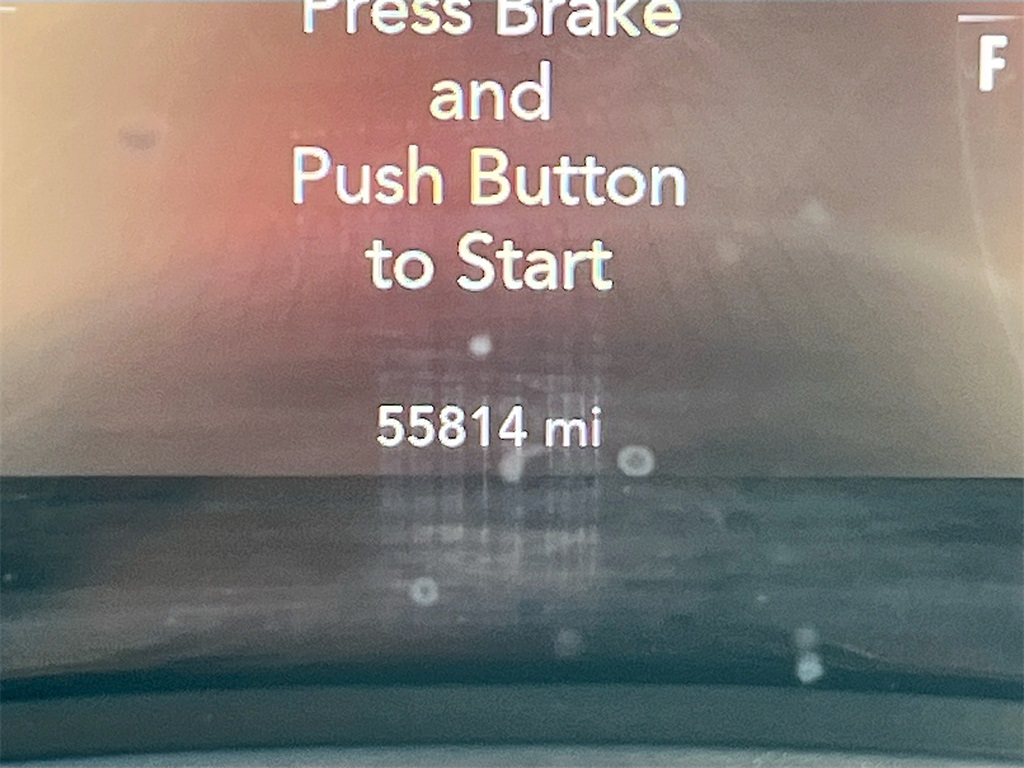 Press Brake
F
and
Push Button
to Start
55814 mi